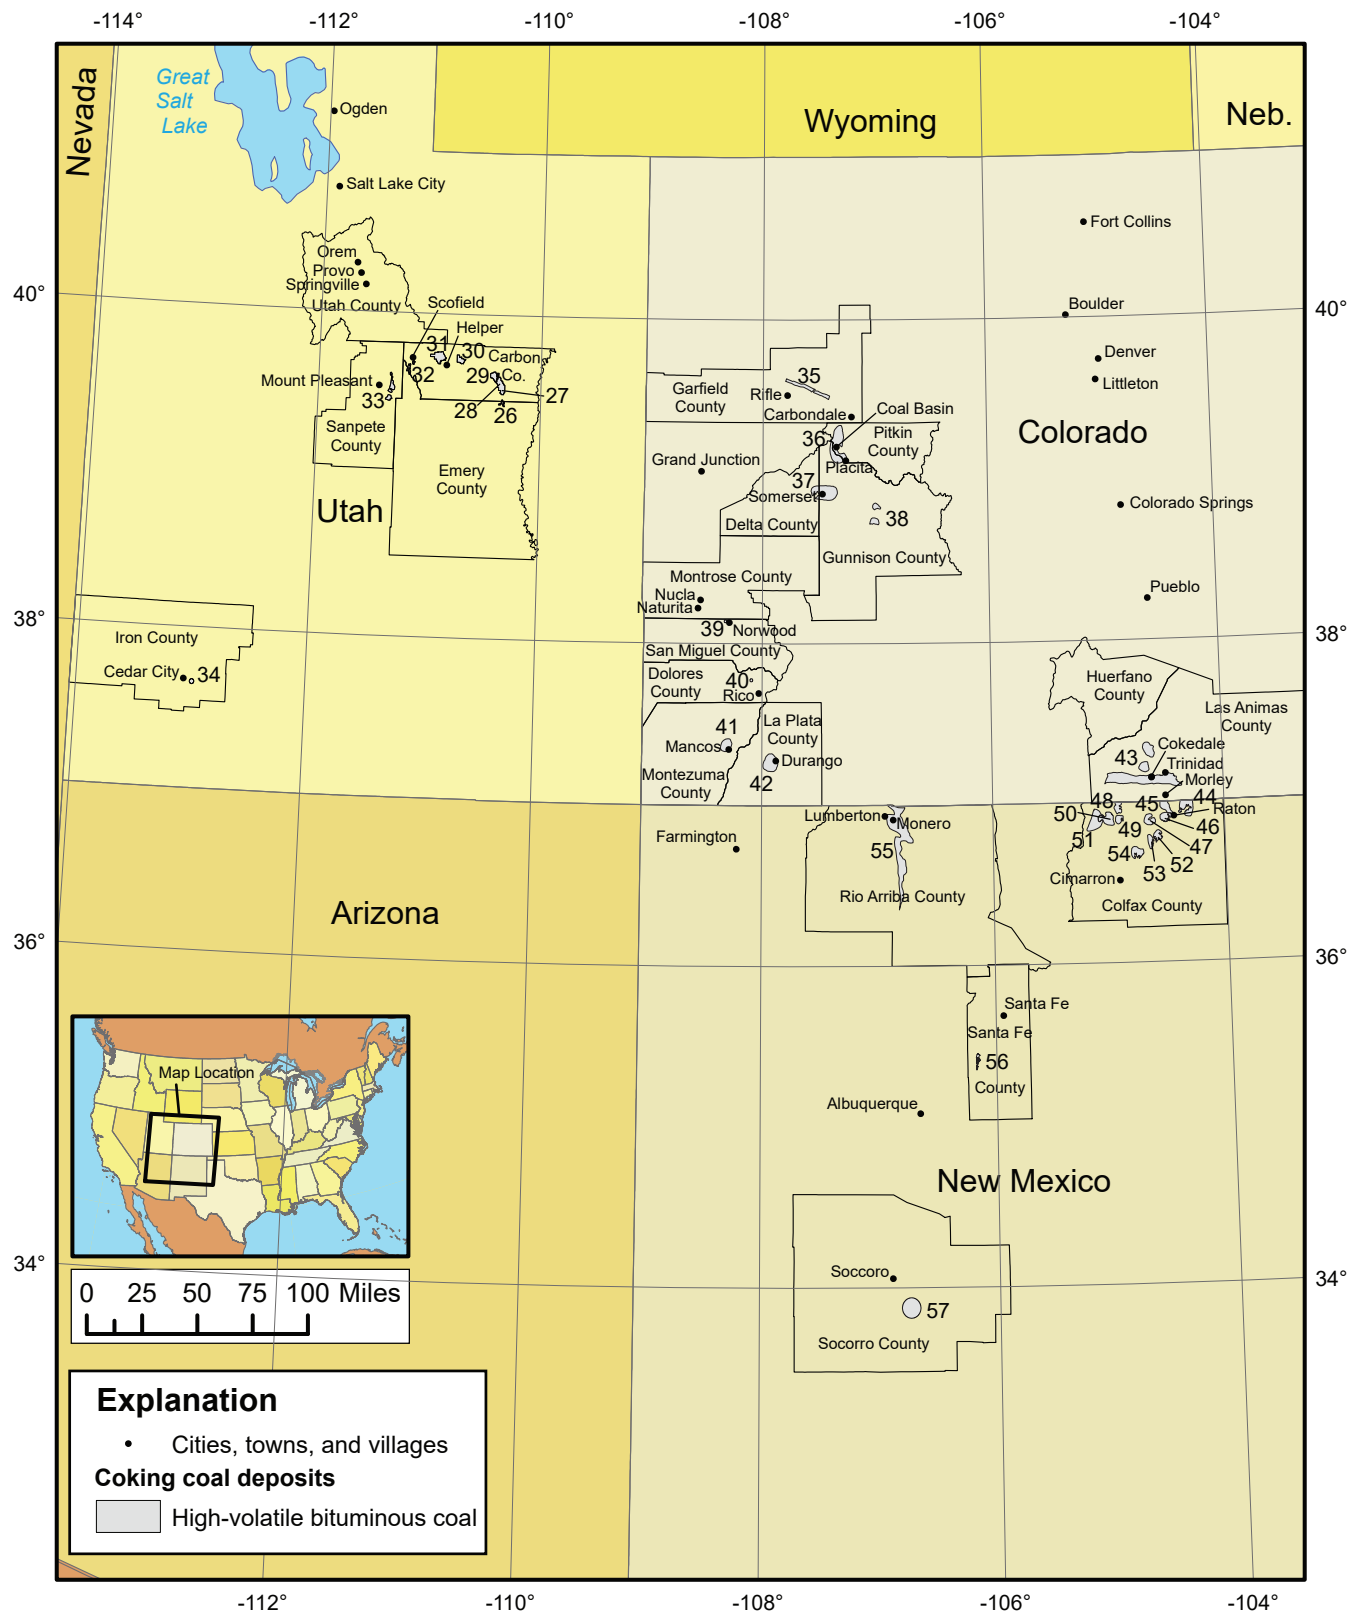 -114°
-112°
-110°
-108°
-106°
-104°
Nevada
Great
Salt
Lake
Ogden
Wyoming
Neb.
Salt Lake City
Fort Collins
Orem
Provo
Springville
Utah County
40°
40°
Scofield
Helper
Boulder
31
30
Carbon
Co.
Denver
Littleton
Mount Pleasant
32
29
27
33
28
26
35
Garfield
County
Rifle
Carbondale
Coal Basin
Sanpete
County
36
Pitkin
County
Colorado
Grand Junction
Placita
Emery
County
37
Somerset
Utah
Delta County
38
Colorado Springs
Gunnison County
Montrose County
Nucla
Naturita
Pueblo
38°
38°
39
Norwood
Iron County
San Miguel County
Cedar City
34
Dolores
County
40
Rico
Huerfano
County
Las Animas
County
41
La Plata
County
Mancos
Durango
43
Cokedale
Trinidad
Morley
Montezuma
County
42
48
45
44
Raton
Lumberton
Monero
50
51
49
46
47
Farmington
55
54
53
52
Cimarron
Rio Arriba County
Colfax County
Arizona
36°
36°
Santa Fe
Santa Fe
56
County
Map Location
Albuquerque
New Mexico
34°
34°
Soccoro
0 25 50 75 100 Miles
57
Socorro County
Explanation
Cities, towns, and villages
Coking coal deposits
High-volatile bituminous coal
-112°
-110°
-108°
-106°
-104°